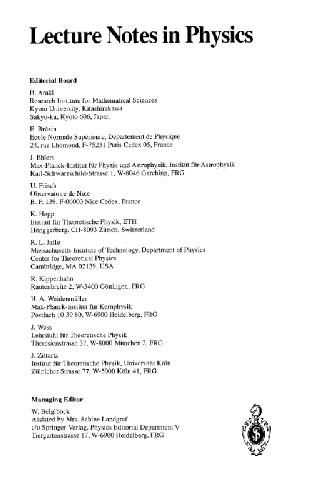 Lecture Notes in Physics
Editorial Board
H. Araki
Research Institute for Mathematical Sciences
Kyoto University, Kitashirakawa
Sakyo-ku, Kyoto 606, Japan
E. Brézin
Ecole Normale Supérieure, Département de Physique
24, rue Lhomond, F-75231 Paris Cedex 05, France
J. Ehlers
Max-Planck-Institut für Physik und Astrophysik, Institut für Astrophysik
Karl-Schwarzschild-Strasse 1, W-8046 Garching, FRG
U. Frisch
Observatoire de Nice
B. P. 139, F-06003 Nice Cedex, France
K. Hepp
Institut für Theoretische Physik, ETH
Hönggerberg, CH-8093 Zürich, Switzerland
R. L. Jaffe
Massachusetts Institute of Technology, Department of Physics
Center for Theoretical Physics
Cambridge, MA 02139, USA
R. Kippenhahn
Rautenbreite 2, W-3400 Göttingen, FRG
H. A. Weidenmüller
Max-Planck-Institut für Kernphysik
Postfach 10 39 80, W-6900 Heidelberg, FRG
J. Wess
Lehrstuhl für Theoretische Physik
Theresienstrasse 37, W-8000 München 2, FRG
J. Zittartz
Institut für Theoretische Physik, Universität Köln
Zülpicher Strasse 77, W-5000 Köln 41, FRG
Managing Editor
W. Beiglböck
Assisted by Mrs. Sabine Landgraf
c/o Springer-Verlag, Physics Editorial Department V
Tiergartenstrasse 17, W-6900 Heidelberg, FRG